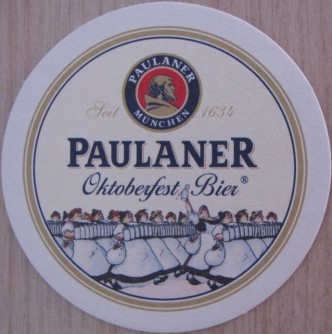 PAULANER
MÜNCHEN
Seit 1634
PAULANER
Oktoberfest Bier®